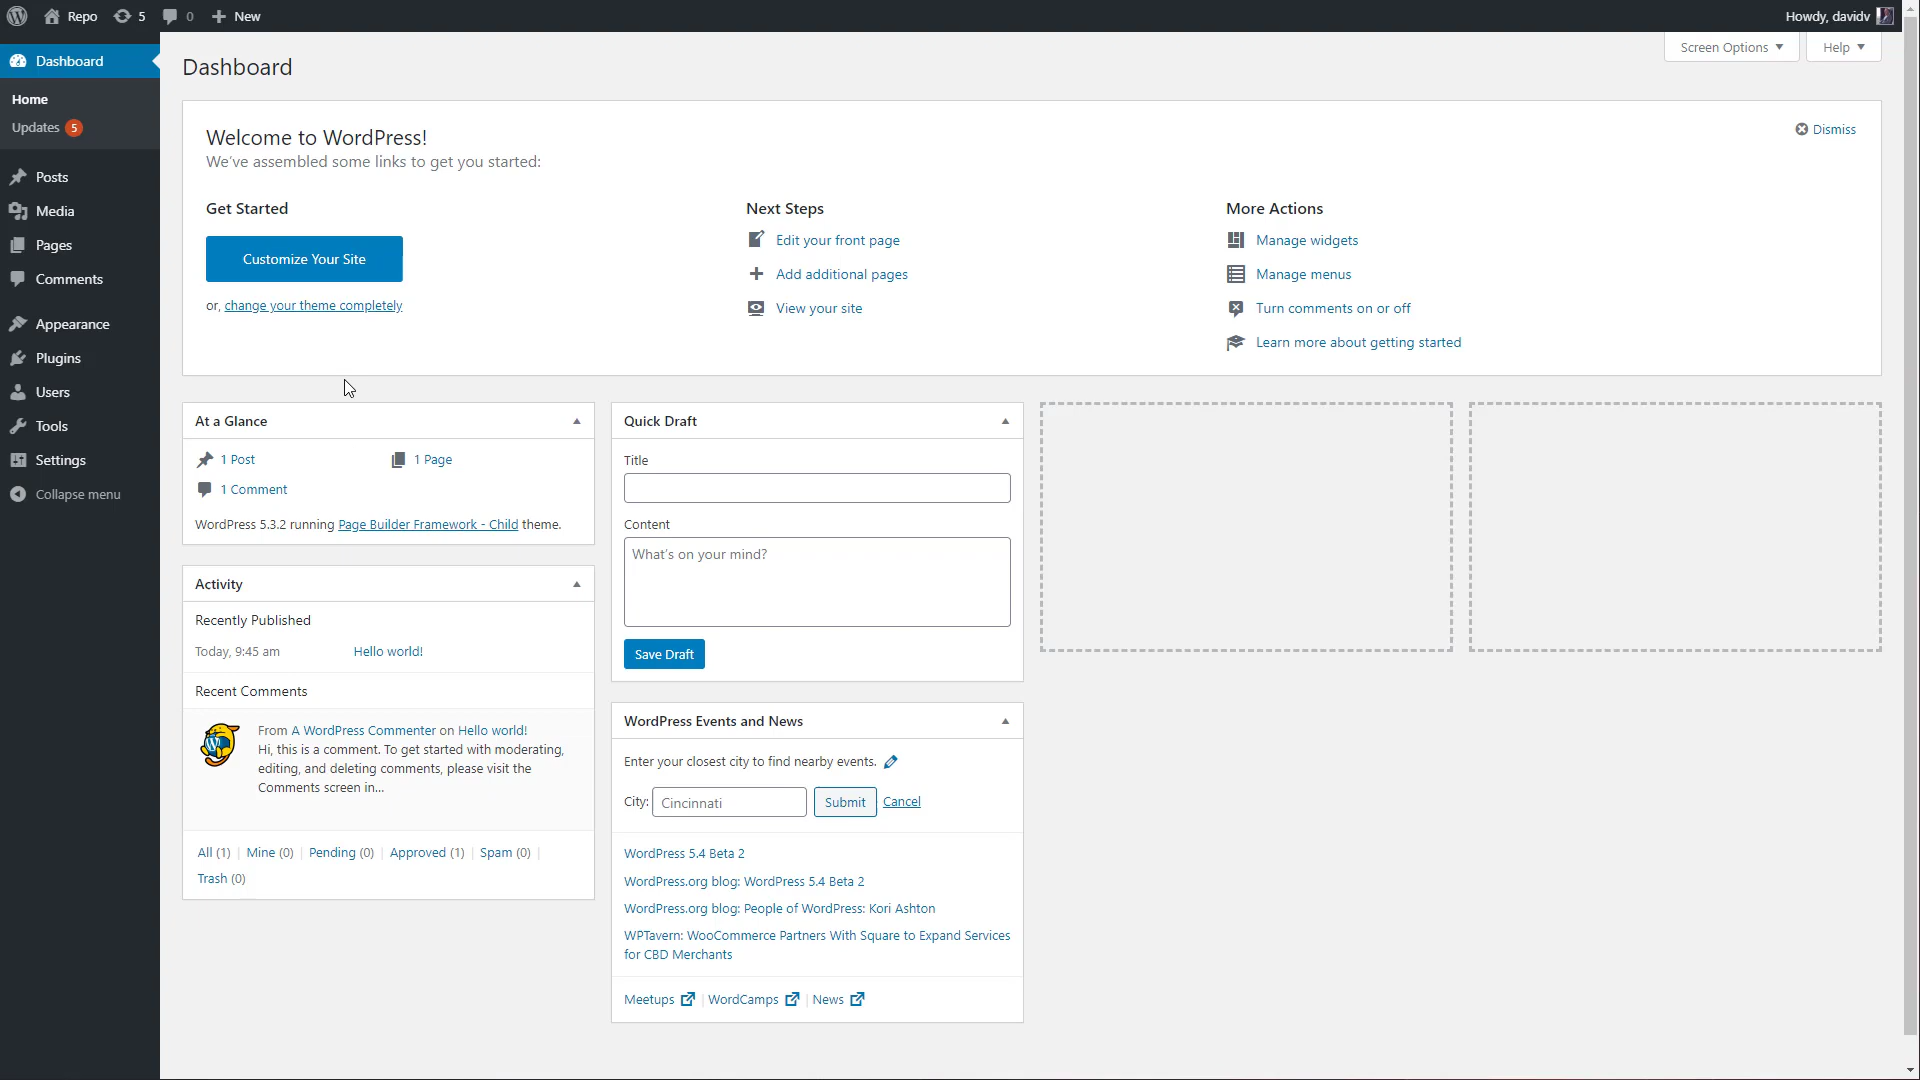 Repo 5 0 New
Howdy, davidv
Screen Options
Help
Dashboard
Home
Updates 5
Posts
Media
Pages
Comments
Appearance
Plugins
Users
Tools
Settings
Collapse menu
Dashboard
Welcome to WordPress!
We've assembled some links to get you started:
Dismiss
Get Started
Customize Your Site
or, change your theme completely
Next Steps
Edit your front page
Add additional pages
View your site
More Actions
Manage widgets
Manage menus
Turn comments on or off
Learn more about getting started
At a Glance
1 Post
1 Page
1 Comment
WordPress 5.3.2 running Page Builder Framework - Child theme.
Activity
Recently Published
Today, 9:45 am Hello world!
Recent Comments
From A WordPress Commenter on Hello world!
Hi, this is a comment. To get started with moderating,
editing, and deleting comments, please visit the
Comments screen in...
All (1) | Mine (0) | Pending (0) | Approved (1) | Spam (0) |
Trash (0)
Quick Draft
Title
Content
What's on your mind?
Save Draft
WordPress Events and News
Enter your closest city to find nearby events.
City: Cincinnati Submit Cancel
WordPress 5.4 Beta 2
WordPress.org blog: WordPress 5.4 Beta 2
WordPress.org blog: People of WordPress: Kori Ashton
WPTavern: WooCommerce Partners With Square to Expand Services
for CBD Merchants
Meetups | WordCamps | News